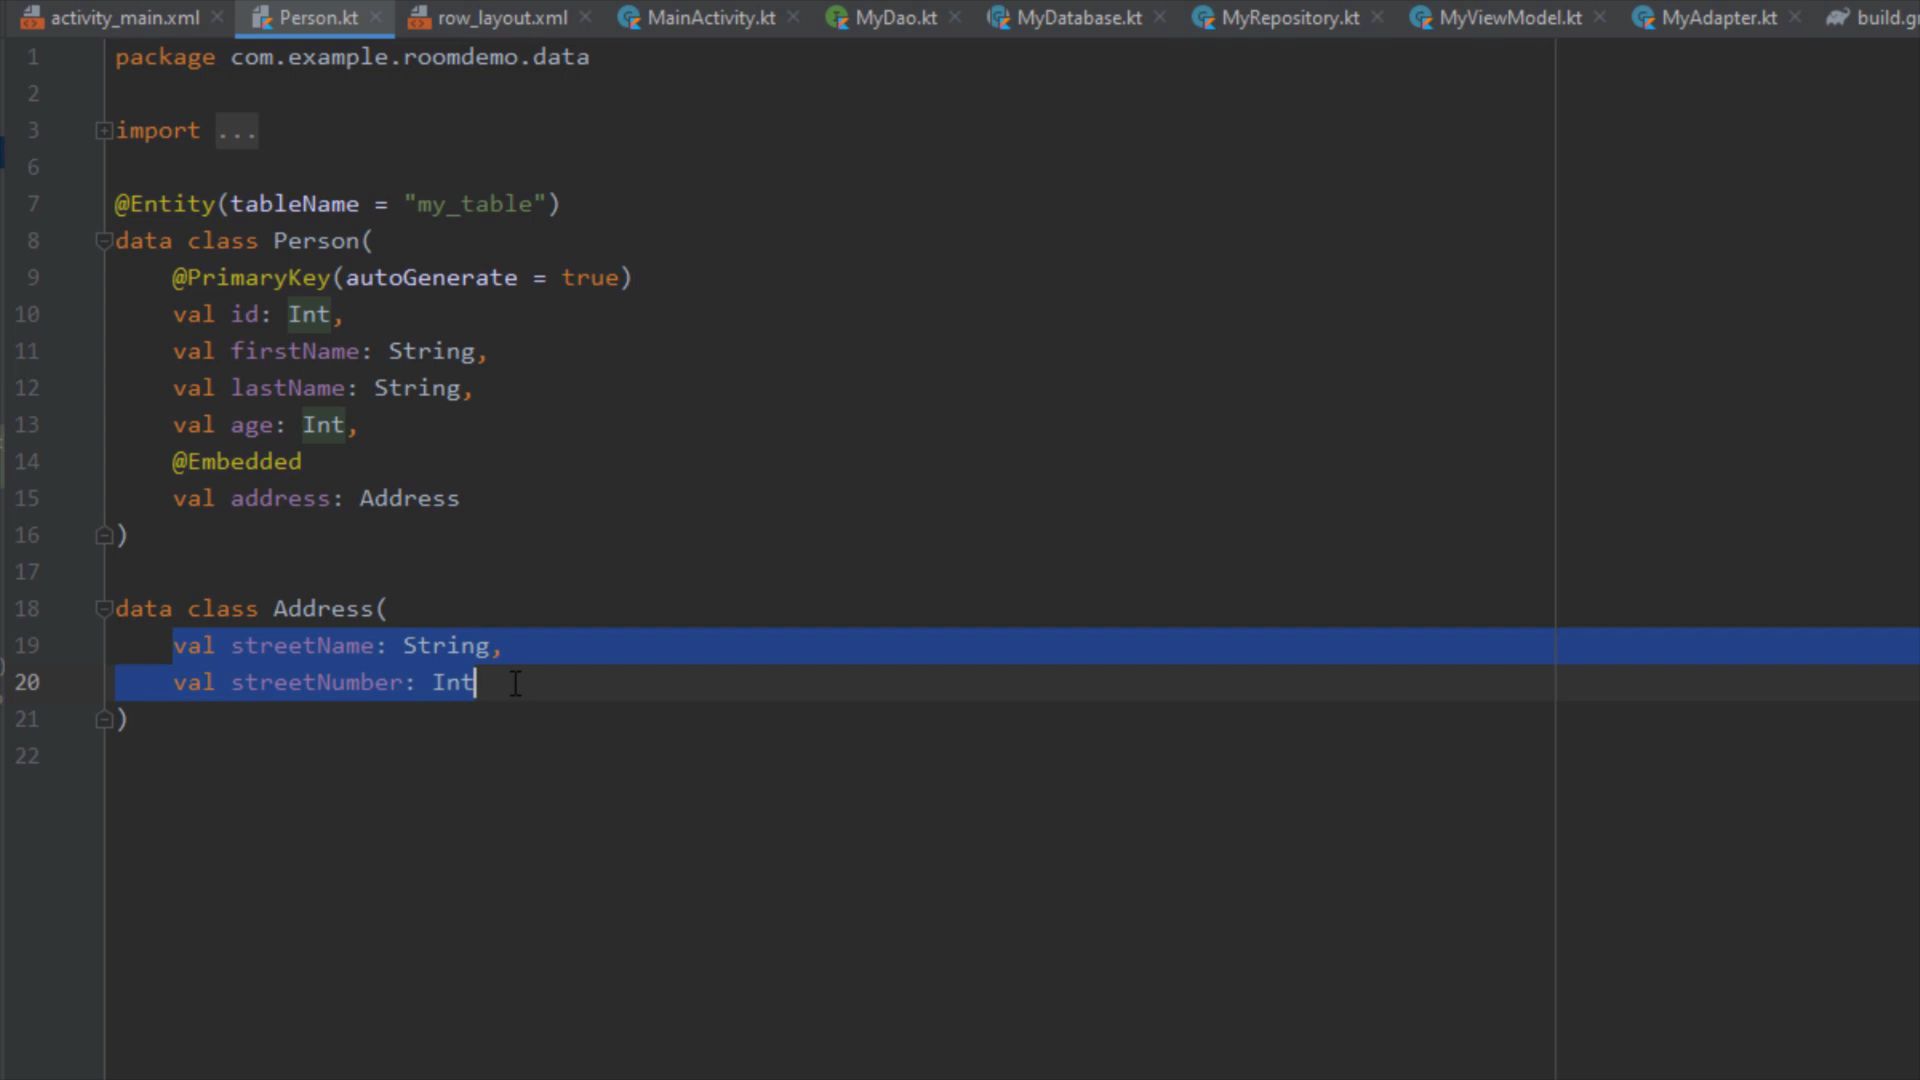 activity_main.xml Person.kt row_layout.xml MainActivity.kt MyDao.kt MyDatabase.kt MyRepository.kt MyViewModel.kt MyAdapter.kt build.gr
1 package com.example.roomdemo.data
2
3 import ...
6
7 @Entity(tableName = "my_table")
8 data class Person(
9 @PrimaryKey(autoGenerate = true)
10 val id: Int,
11 val firstName: String,
12 val lastName: String,
13 val age: Int,
14 @Embedded
15 val address: Address
16 )
17
18 data class Address(
19 val streetName: String,
20 val streetNumber: Int
21 )
22